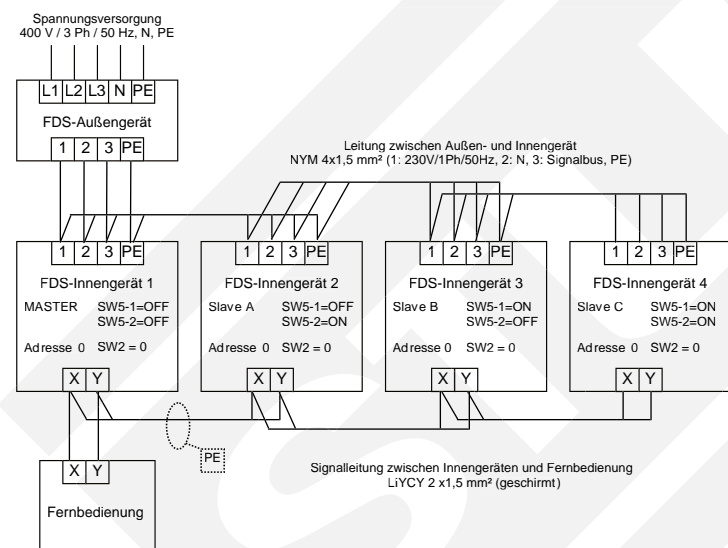 Spannungsversorgung
400 V / 3 Ph / 50 Hz, N, PE
L1 L2 L3 N PE
FDS-Außengerät
1 2 3 PE
Leitung zwischen Außen- und Innengerät
NYM 4x1,5 mm² (1: 230V/1Ph/50Hz, 2: N, 3: Signalbus, PE)
1 2 3 PE
FDS-Innengerät 1
MASTER SW5-1=OFF
SW5-2=OFF
Adresse 0 SW2 = 0
X Y
1 2 3 PE
FDS-Innengerät 2
Slave A SW5-1=OFF
SW5-2=ON
Adresse 0 SW2 = 0
X Y
1 2 3 PE
FDS-Innengerät 3
Slave B SW5-1=ON
SW5-2=OFF
Adresse 0 SW2 = 0
X Y
1 2 3 PE
FDS-Innengerät 4
Slave C SW5-1=ON
SW5-2=ON
Adresse 0 SW2 = 0
X Y
PE
Signalleitung zwischen Innengeräten und Fernbedienung
LiYCY 2 x1,5 mm² (geschirmt)
X Y
Fernbedienung